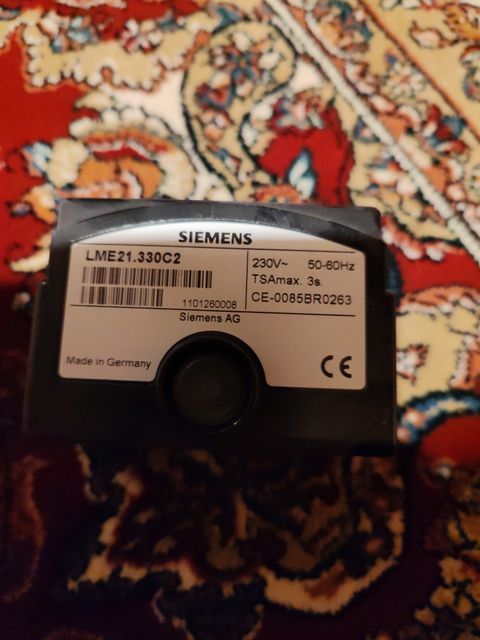 SIEMENS
LME21.330C2
230V~ 50-60Hz
TSAmax. 3s.
1101260008
CE-0085BR0263
Siemens AG
Made in Germany
CE